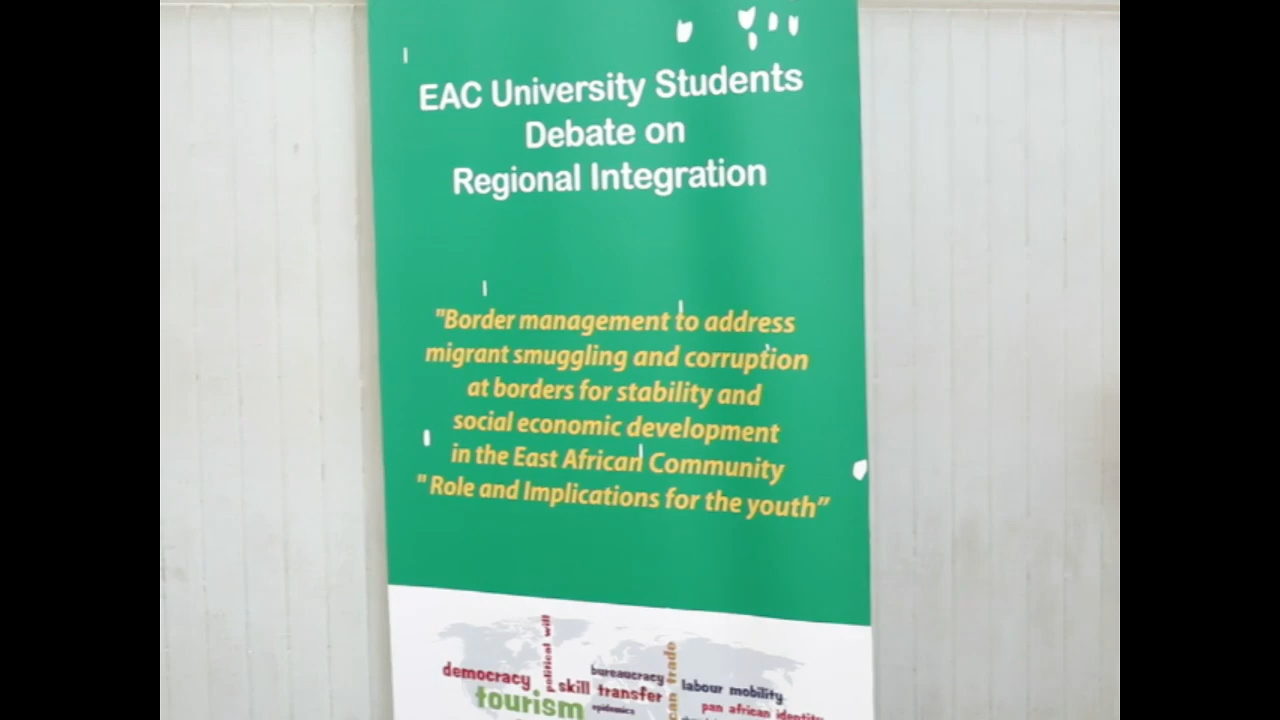 EAC University Students
Debate on
Regional Integration
"Border management to address
migrant smuggling and corruption
at borders for stability and
social economic development
in the East African Community
" Role and Implications for the youth”
political will
democracy
bureaucracy
trade
skill transfer
labour mobility
tourism
epidemics
pan african identity